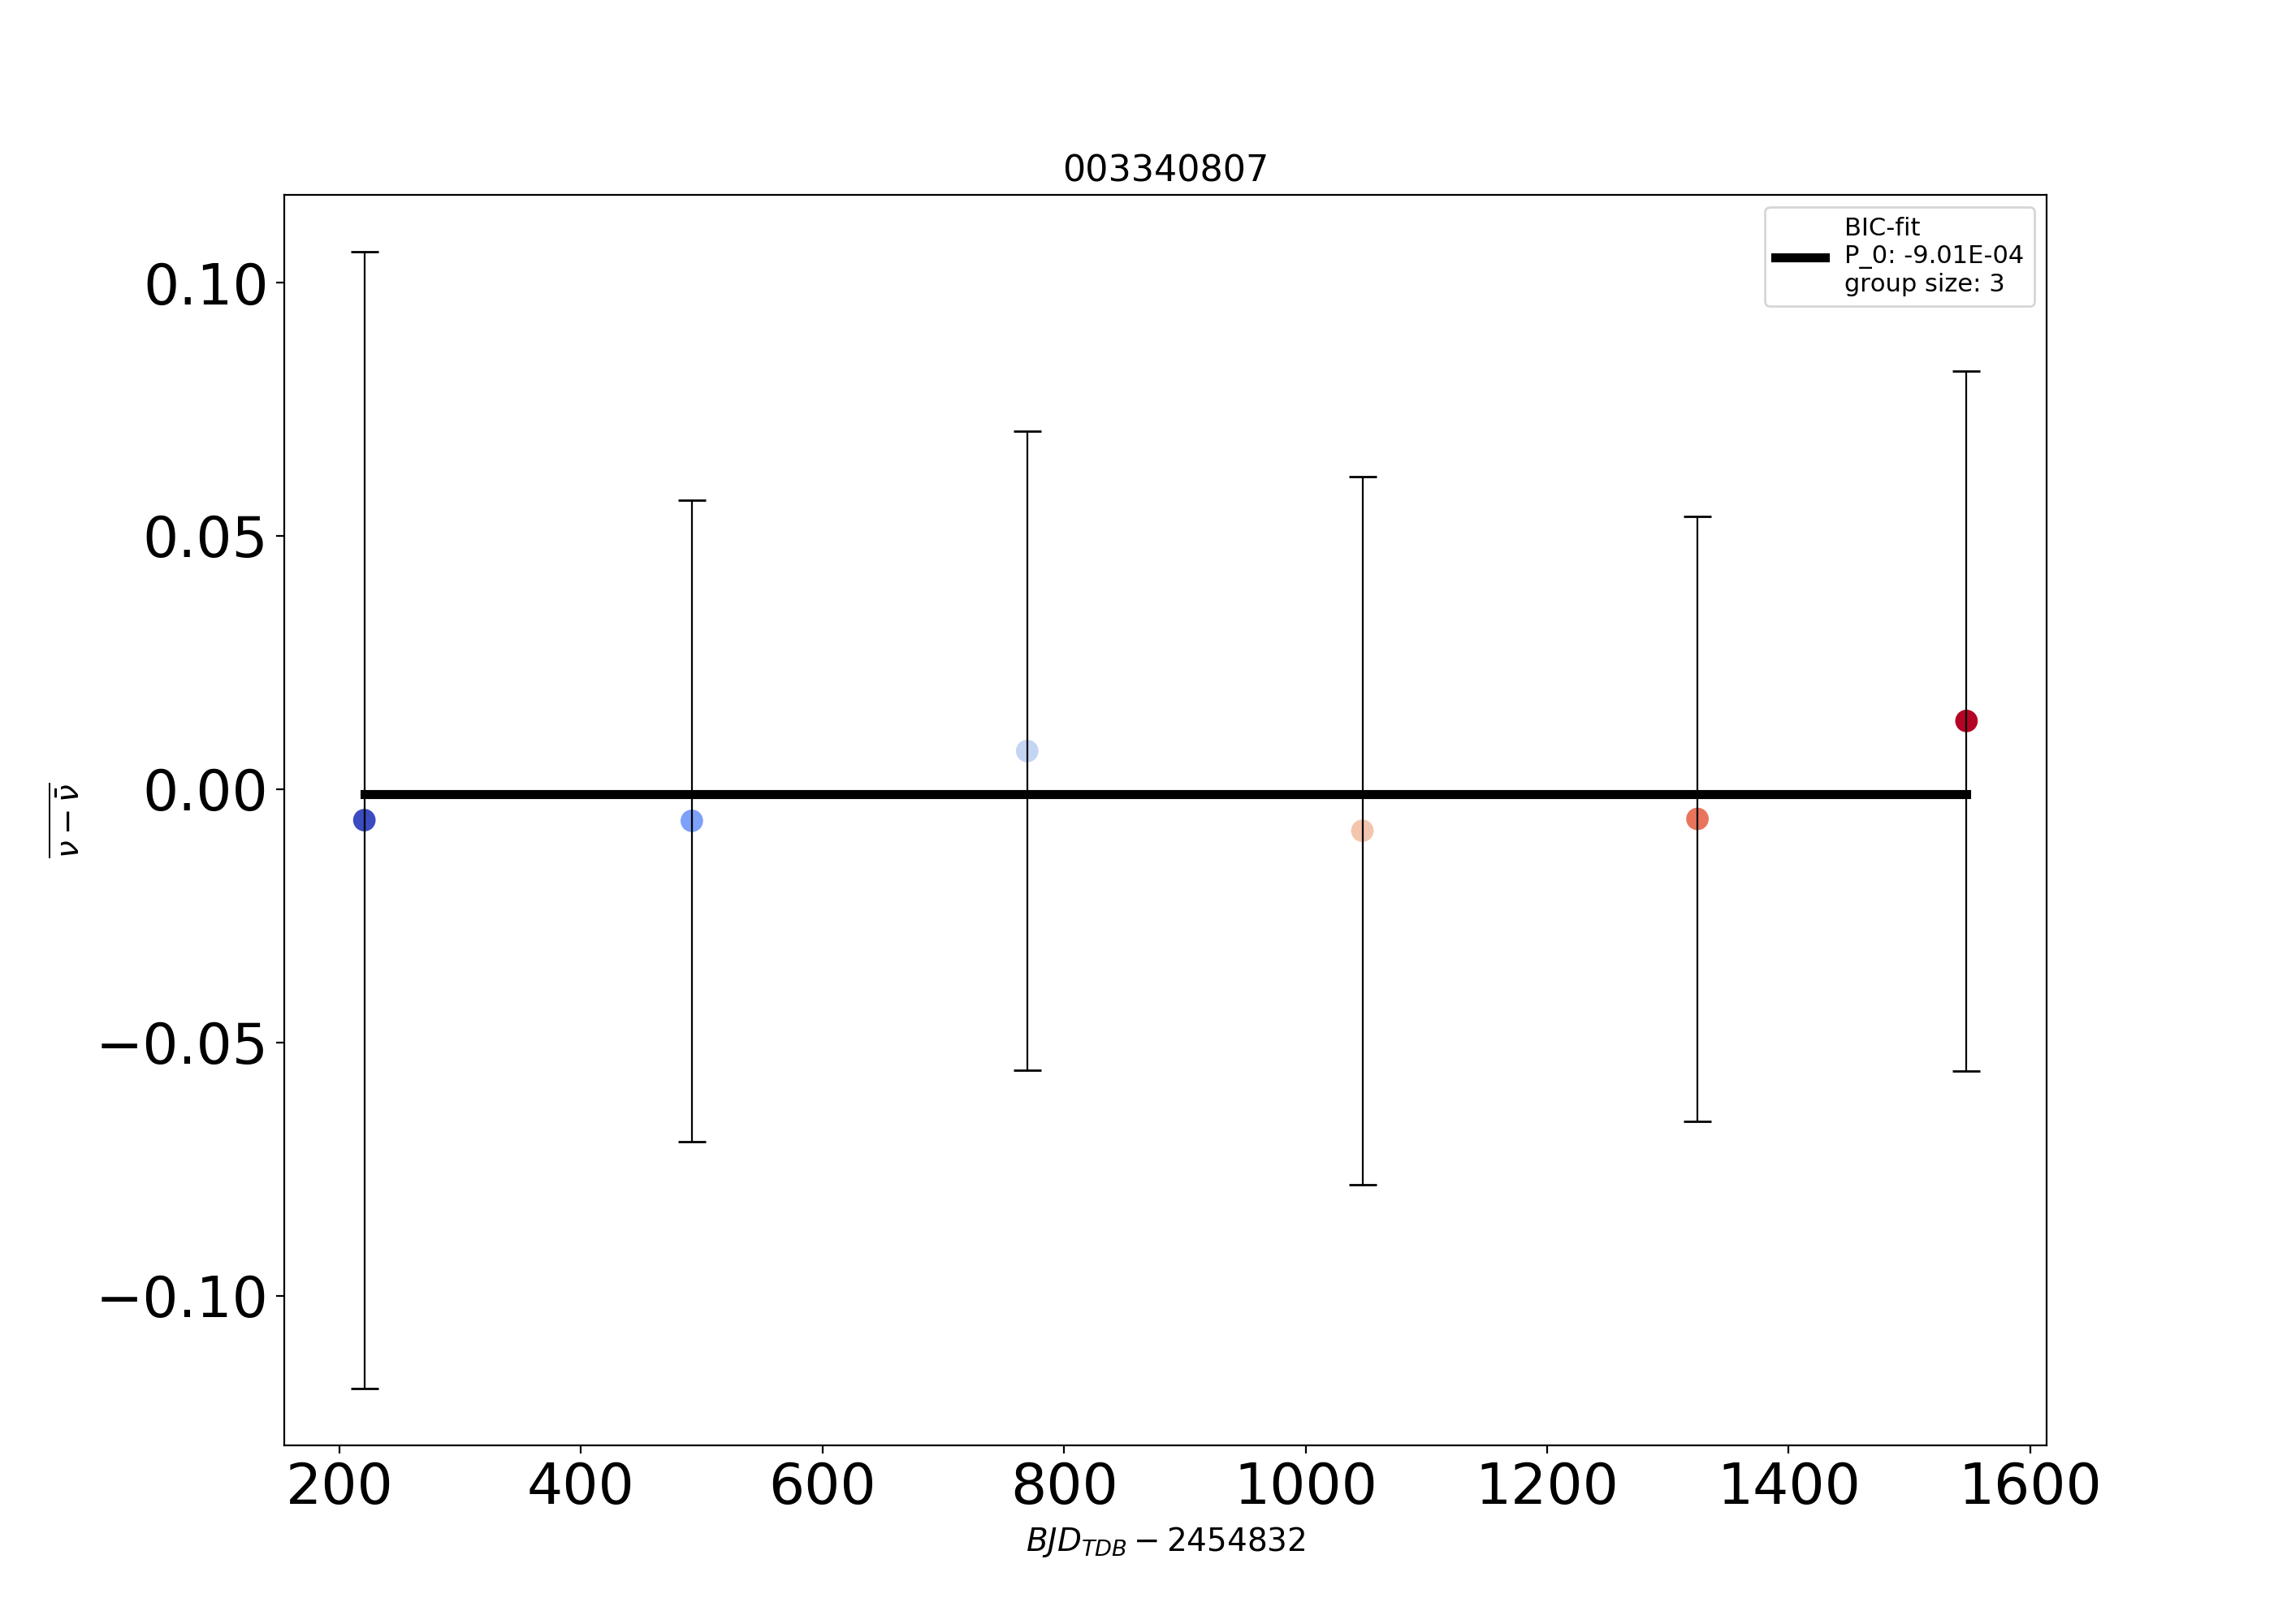 003340807
BIC-fit
P_0: -9.01E-04
group size: 3
0.10
0.05
0.00
−0.05
−0.10
ν − ν̄
200 400 600 800 1000 1200 1400 1600
BJD_TDB − 2454832